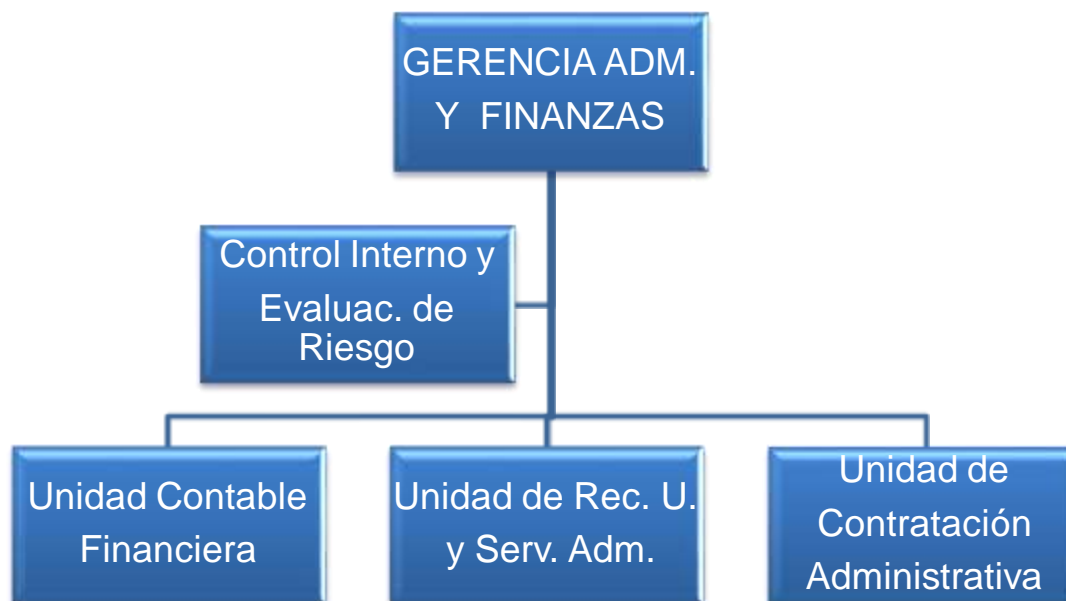 GERENCIA ADM.
Y FINANZAS
Control Interno y
Evaluac. de
Riesgo
Unidad Contable
Financiera
Unidad de Rec. U.
y Serv. Adm.
Unidad de
Contratación
Administrativa